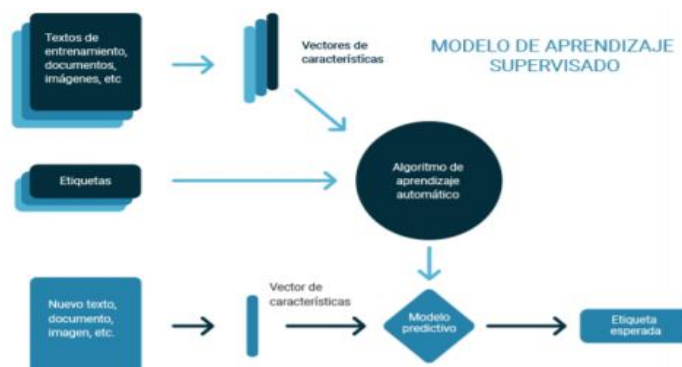 Textos de
entrenamiento,
documentos,
imágenes, etc
Vectores de
características
MODELO DE APRENDIZAJE
SUPERVISADO
Etiquetas
Algoritmo de
aprendizaje
automático
Nuevo texto,
documento,
imagen, etc.
Vector de
características
Modelo
predictivo
Etiqueta
esperada